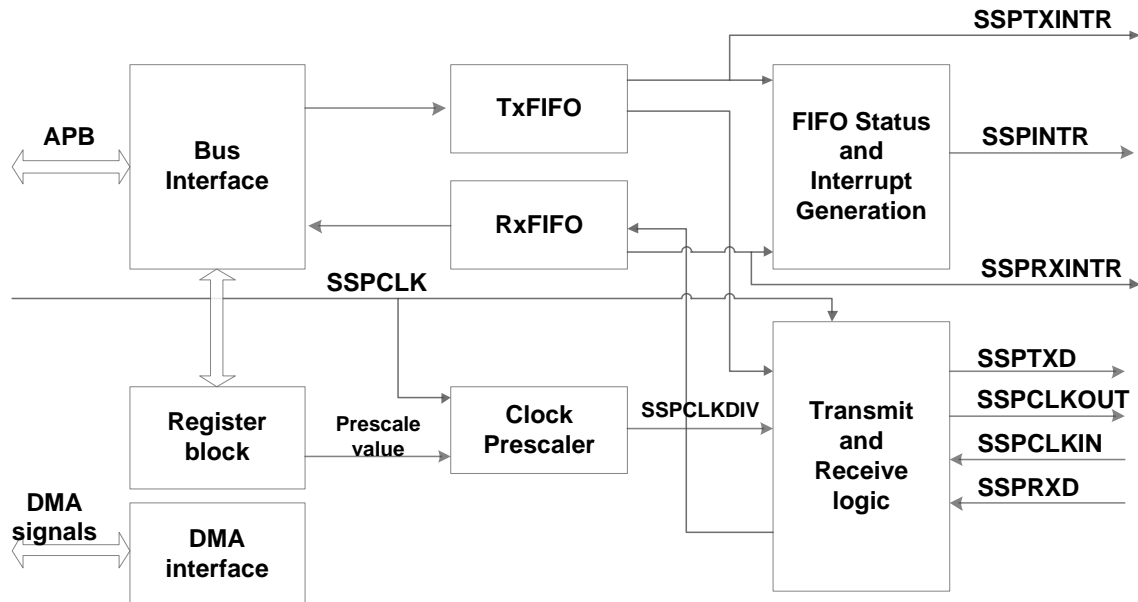 SSPTXINTR
TxFIFO
APB
Bus
Interface
FIFO Status
and
Interrupt
Generation
SSPINTR
RxFIFO
SSPCLK
SSPRXINTR
SSPTXD
SSPCLKOUT
SSPCLKIN
SSPRXD
Register
block
Prescale
value
Clock
Prescaler
SSPCLKDIV
Transmit
and
Receive
logic
DMA
signals
DMA
interface